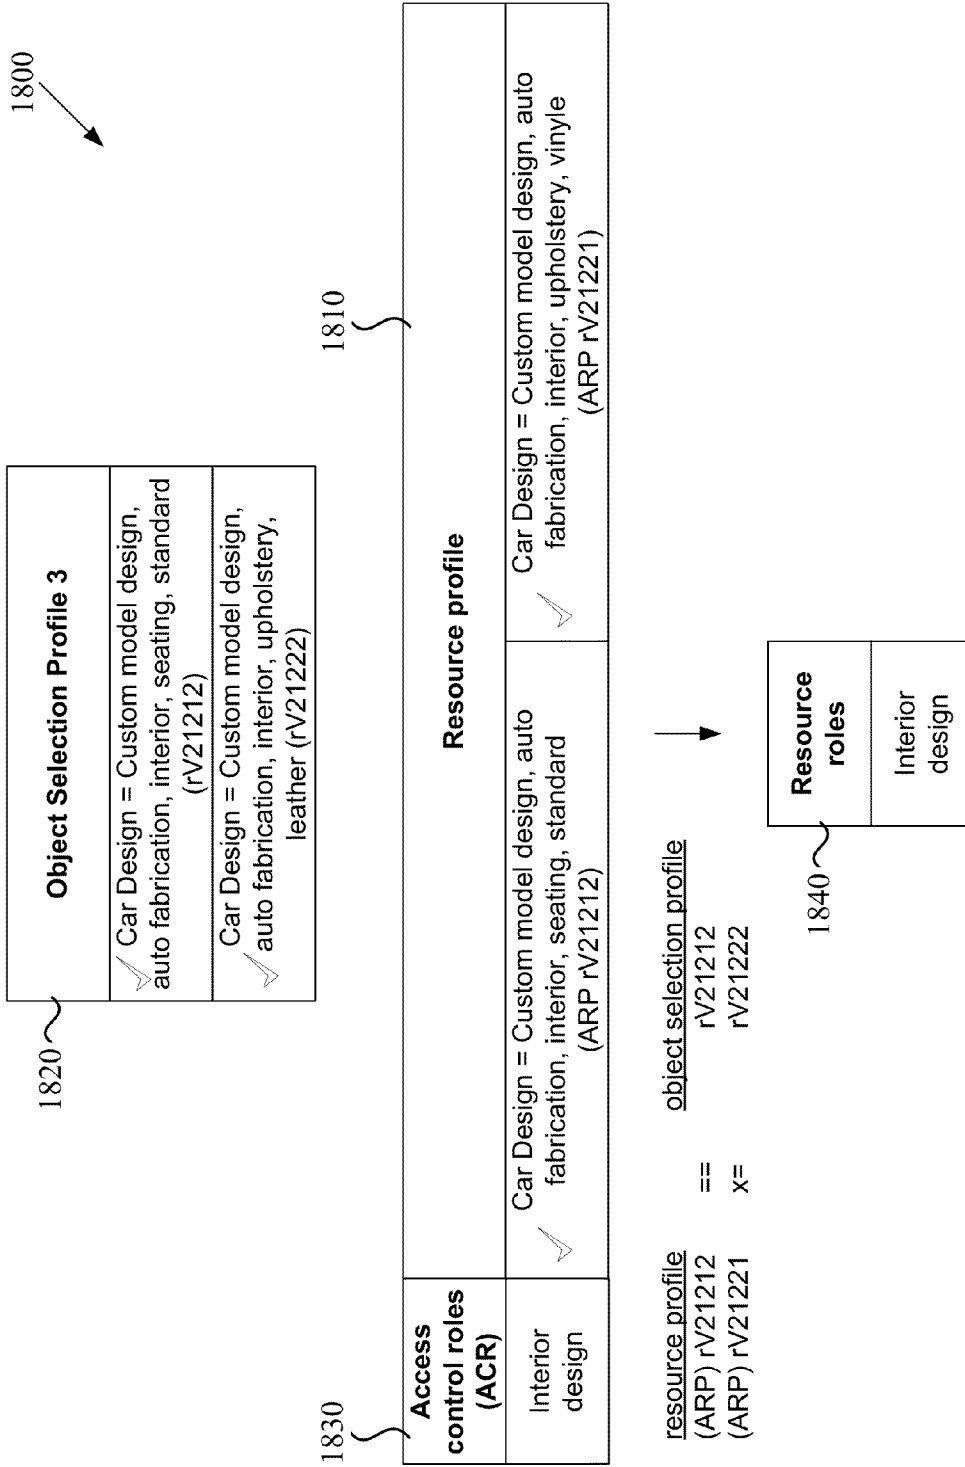 1800
1820
Object Selection Profile 3
Car Design = Custom model design,
auto fabrication, interior, seating, standard
(rV21212)
Car Design = Custom model design,
auto fabrication, interior, upholstery,
leather (rV21222)
1830
1810
Access
control roles
(ACR)
Resource profile
Interior
design
Car Design = Custom model design, auto
fabrication, interior, seating, standard
(ARP rV21212)
Car Design = Custom model design, auto
fabrication, interior, upholstery, vinyle
(ARP rV21221)
resource profile object selection profile
(ARP) rV21212 == rV21212
(ARP) rV21221 x= rV21222
1840
Resource
roles
Interior
design